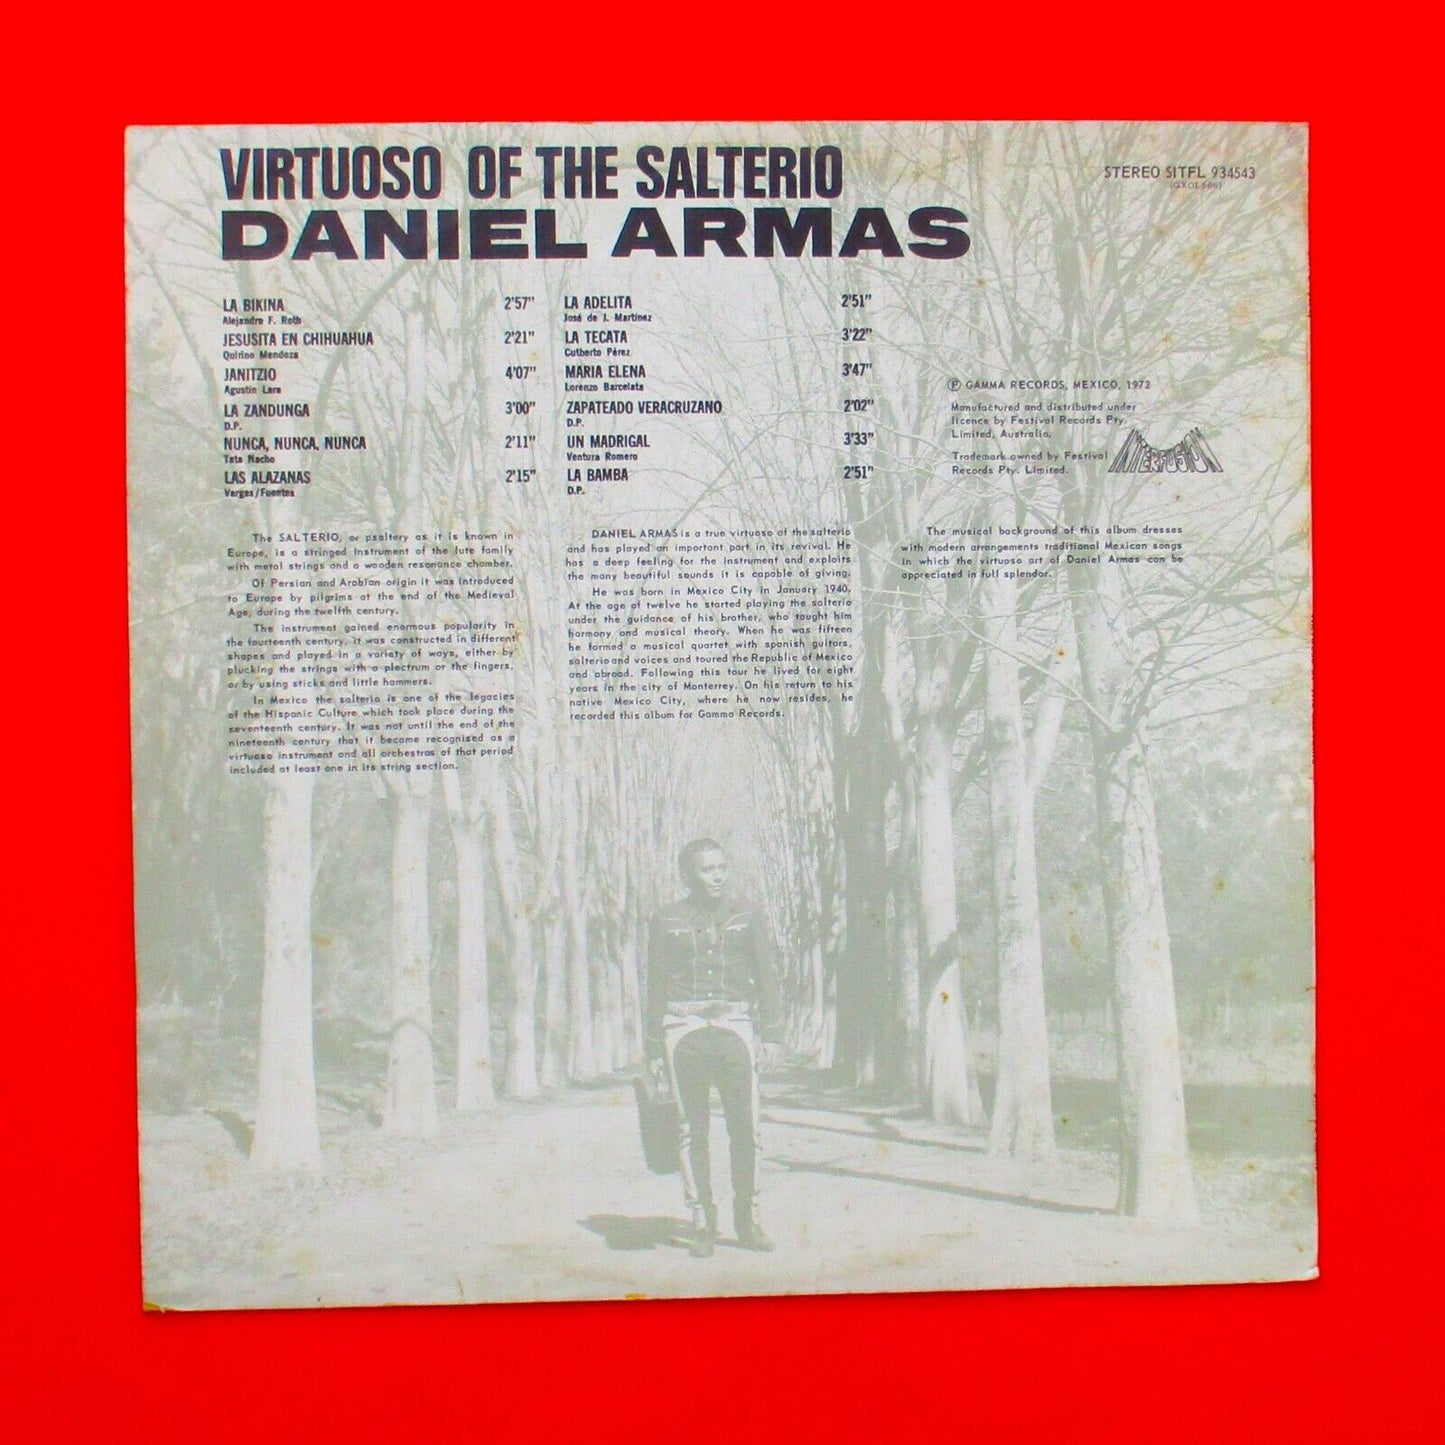 VIRTUOSO OF THE SALTERIO
DANIEL ARMAS
STEREO SITFL 934543
LA BIKINA 2'57"
Alejandro F. Roth
JESUSITA EN CHIHUAHUA 2'21"
Quirino Mendoza
JANITZIO 4'07"
Agustin Lara
LA ZANDUNGA 3'00"
D.P.
NUNCA, NUNCA, NUNCA 2'11"
Tata Nacho
LAS ALAZANAS 2'15"
Vargas/Fuentes
LA ADELITA 2'51"
José de J. Martinez
LA TECATA 3'22"
Cutberto Pérez
MARIA ELENA 3'47"
Lorenzo Barcelata
ZAPATEADO VERACRUZANO 2'02"
D.P.
UN MADRIGAL 3'33"
Ventura Romero
LA BAMBA 2'51"
D.P.
Ⓟ GAMMA RECORDS, MEXICO, 1972
Manufactured and distributed under
licence by Festival Records Pty.
Limited, Australia.
Trademark owned by Festival
Records Pty. Limited.
INTERFUSION
The SALTERIO, or psaltery as it is known in
Europe, is a stringed instrument of the lute family
with metal strings and a wooden resonance chamber.
Of Persian and Arabian origin it was introduced
to Europe by pilgrims at the end of the Medieval
Age, during the twelfth century.
The instrument gained enormous popularity in
the fourteenth century, it was constructed in different
shapes and played in a variety of ways, either by
plucking the strings with a plectrum or the fingers,
or by using sticks and little hammers.
In Mexico the salterio is one of the legacies
of the Hispanic Culture which took place during the
seventeenth century. It was not until the end of the
nineteenth century that it became recognised as a
virtuoso instrument and all orchestras of that period
included at least one in its string section.
DANIEL ARMAS is a true virtuoso of the salterio
and has played an important part in its revival. He
has a deep feeling for the instrument and exploits
the many beautiful sounds it is capable of giving.
He was born in Mexico City in January 1940.
At the age of twelve he started playing the salterio
under the guidance of his brother, who taught him
harmony and musical theory. When he was fifteen
he formed a musical quartet with spanish guitars,
salterio and voices and toured the Republic of Mexico
and abroad. Following this tour he lived for eight
years in the city of Monterrey. On his return to his
native Mexico City, where he now resides, he
recorded this album for Gamma Records.
The musical background of this album dresses
with modern arrangements traditional Mexican songs
in which the virtuoso art of Daniel Armas can be
appreciated in full splendor.